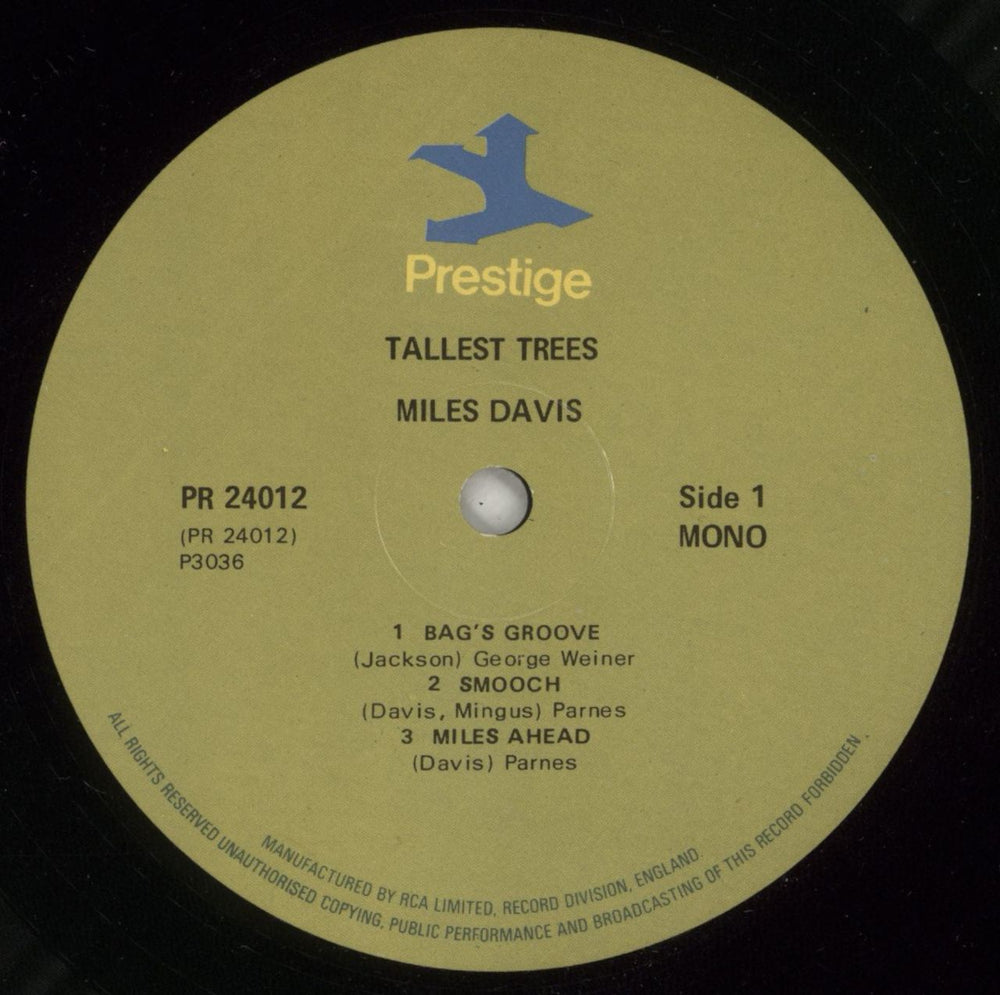 Prestige
TALLEST TREES
MILES DAVIS
PR 24012
(PR 24012)
P3036
Side 1
MONO
1 BAG'S GROOVE
(Jackson) George Weiner
2 SMOOCH
(Davis, Mingus) Parnes
3 MILES AHEAD
(Davis) Parnes
MANUFACTURED BY RCA LIMITED, RECORD DIVISION, ENGLAND.
ALL RIGHTS RESERVED UNAUTHORISED COPYING, PUBLIC PERFORMANCE AND BROADCASTING OF THIS RECORD FORBIDDEN.